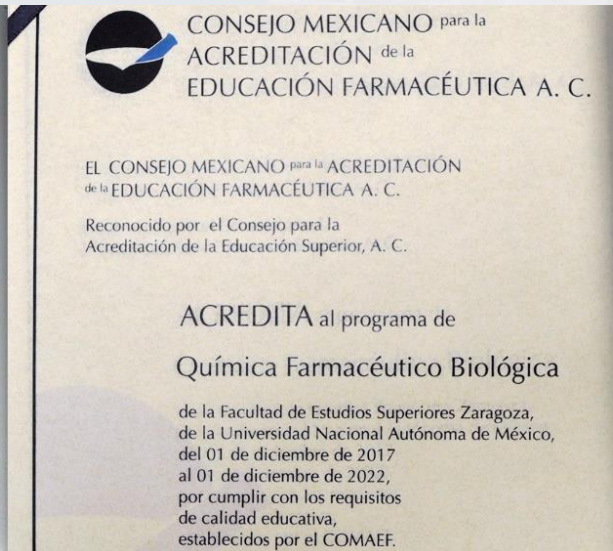 CONSEJO MEXICANO para la
ACREDITACIÓN de la
EDUCACIÓN FARMACÉUTICA A. C.
EL CONSEJO MEXICANO para la ACREDITACIÓN
de la EDUCACIÓN FARMACÉUTICA A. C.
Reconocido por el Consejo para la
Acreditación de la Educación Superior, A. C.
ACREDITA al programa de
Química Farmacéutico Biológica
de la Facultad de Estudios Superiores Zaragoza,
de la Universidad Nacional Autónoma de México,
del 01 de diciembre de 2017
al 01 de diciembre de 2022,
por cumplir con los requisitos
de calidad educativa,
establecidos por el COMAEF.